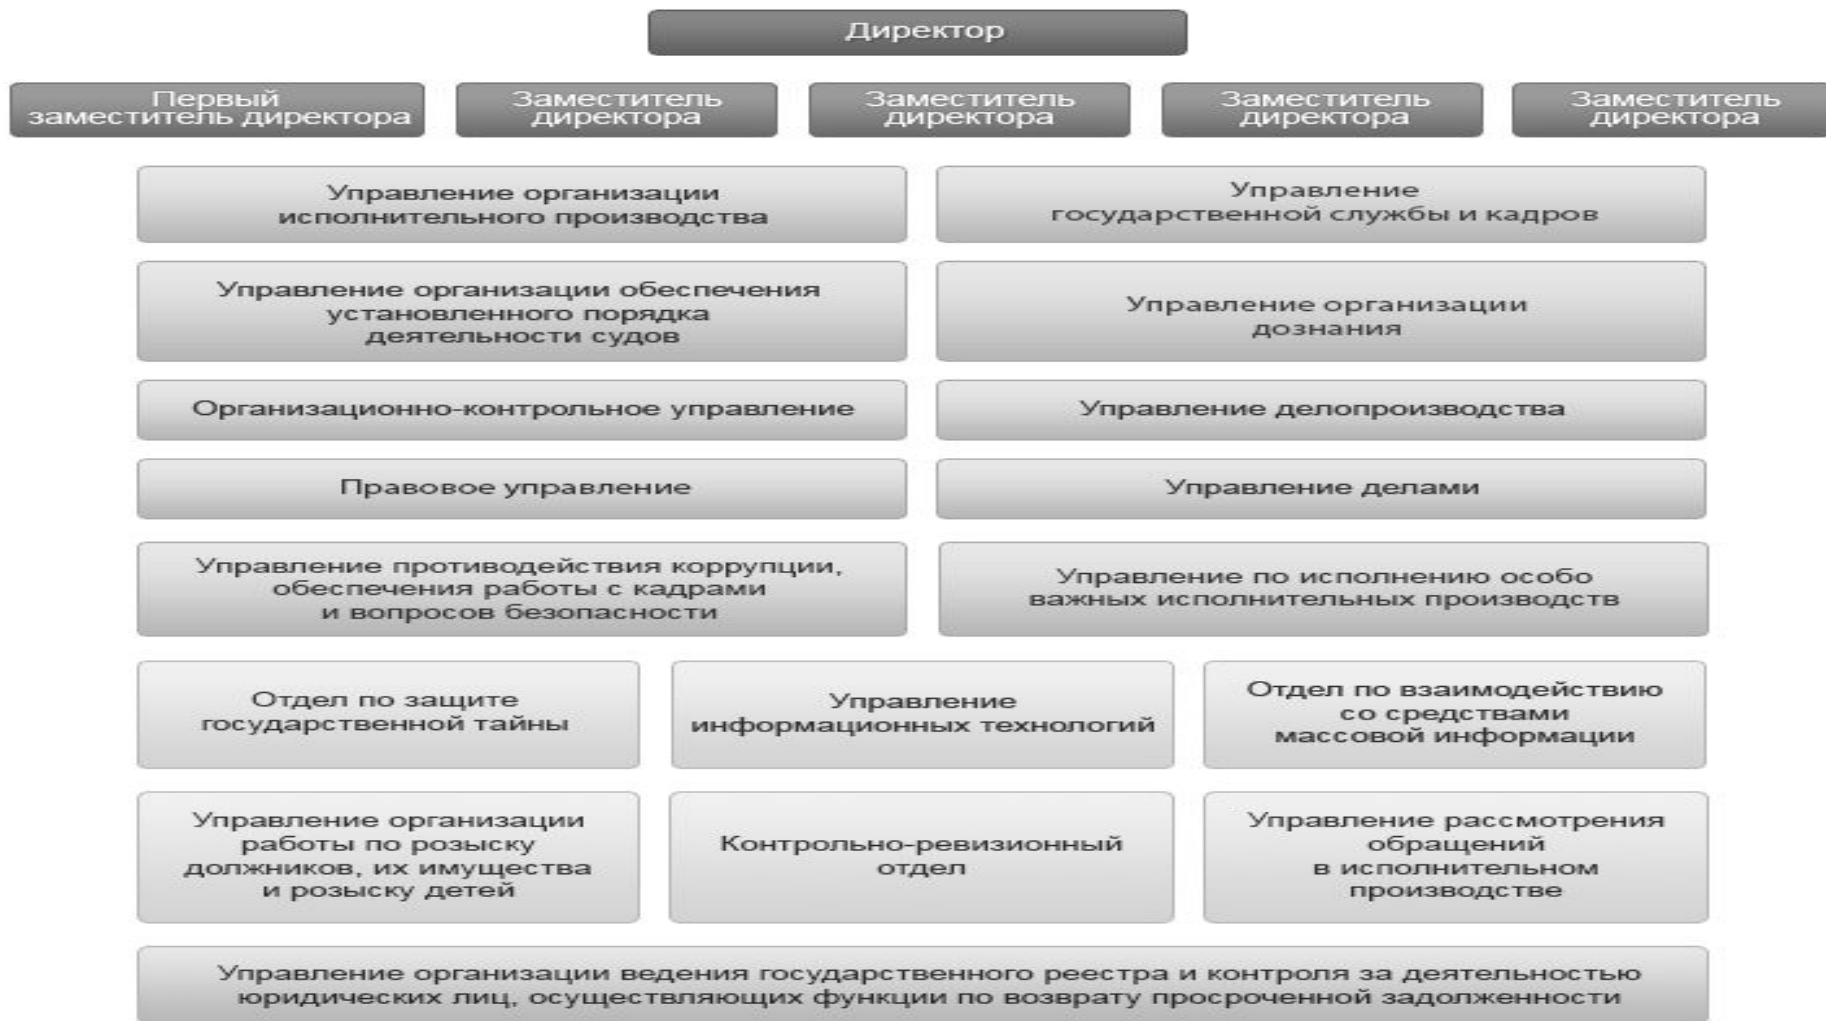 Директор
Первый
заместитель директора
Заместитель
директора
Заместитель
директора
Заместитель
директора
Заместитель
директора
Управление организации
исполнительного производства
Управление
государственной службы и кадров
Управление организации обеспечения
установленного порядка
деятельности судов
Управление организации
дознания
Организационно-контрольное управление
Управление делопроизводства
Правовое управление
Управление делами
Управление противодействия коррупции,
обеспечения работы с кадрами
и вопросов безопасности
Управление по исполнению особо
важных исполнительных производств
Отдел по защите
государственной тайны
Управление
информационных технологий
Отдел по взаимодействию
со средствами
массовой информации
Управление организации
работы по розыску
должников, их имущества
и розыску детей
Контрольно-ревизионный
отдел
Управление рассмотрения
обращений
в исполнительном
производстве
Управление организации ведения государственного реестра и контроля за деятельностью
юридических лиц, осуществляющих функции по возврату просроченной задолженности